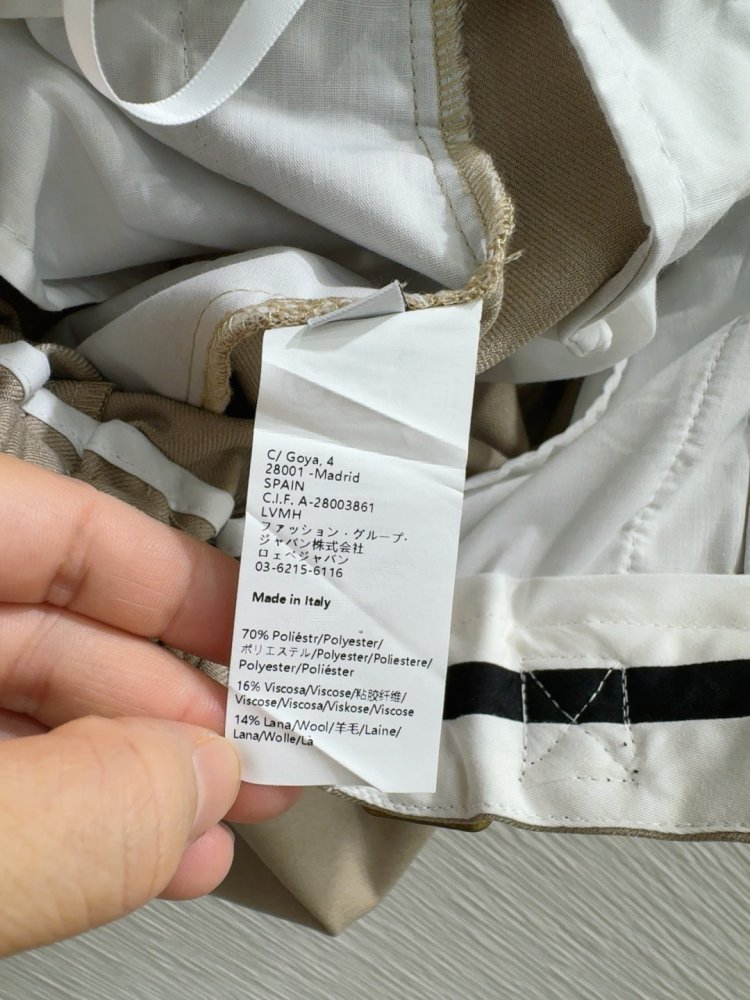 C/ Goya, 4
28001 -Madrid
SPAIN
C.I.F. A-28003861
LVMH
ファッション・グループ・
ジャパン株式会社
ロエベジャパン
03-6215-6116
Made in Italy
70% Poliéstr/Polyester/
ポリエステル/Polyester/Poliestere/
Polyester/Poliéster
16% Viscosa/Viscose/粘胶纤维/
Viscose/Viscosa/Viskose/Viscose
14% Lana/Wool/羊毛/Laine/
Lana/Wolle/Là